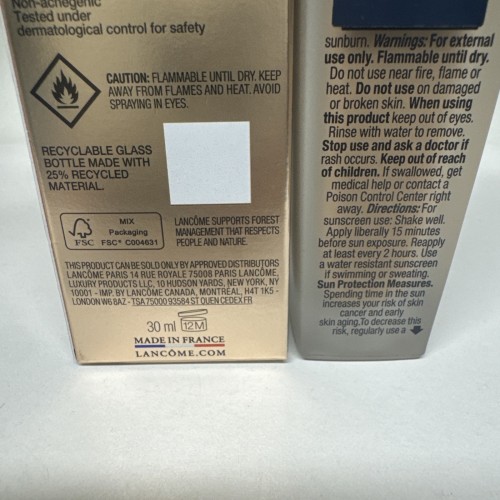 Non-acnegenic
Tested under
dermatological control for safety
CAUTION: FLAMMABLE UNTIL DRY. KEEP
AWAY FROM FLAMES AND HEAT. AVOID
SPRAYING IN EYES.
RECYCLABLE GLASS
BOTTLE MADE WITH
25% RECYCLED
MATERIAL.
FSC
MIX
Packaging
FSC® C004631
LANCÔME SUPPORTS FOREST
MANAGEMENT THAT RESPECTS
PEOPLE AND NATURE.
THIS PRODUCT CAN BE SOLD ONLY BY APPROVED DISTRIBUTORS
LANCÔME PARIS 14 RUE ROYALE 75008 PARIS LANCÔME,
LUXURY PRODUCTS LLC, 10 HUDSON YARDS, NEW YORK, NY
10001 - IMP. BY LANCÔME CANADA, MONTRÉAL, H4T 1K5 -
LONDON W6 8AZ - TSA 75000 93584 ST OUEN CEDEX FR
30 ml 12M
MADE IN FRANCE
LANCÔME.COM
sunburn. Warnings: For external
use only. Flammable until dry.
Do not use near fire, flame or
heat. Do not use on damaged
or broken skin. When using
this product keep out of eyes.
Rinse with water to remove.
Stop use and ask a doctor if
rash occurs. Keep out of reach
of children. If swallowed, get
medical help or contact a
Poison Control Center right
away. Directions: For
sunscreen use: Shake well.
Apply liberally 15 minutes
before sun exposure. Reapply
at least every 2 hours. Use
a water resistant sunscreen
if swimming or sweating.
Sun Protection Measures.
Spending time in the sun
increases your risk of skin
cancer and early
skin aging.To decrease this
risk, regularly use a